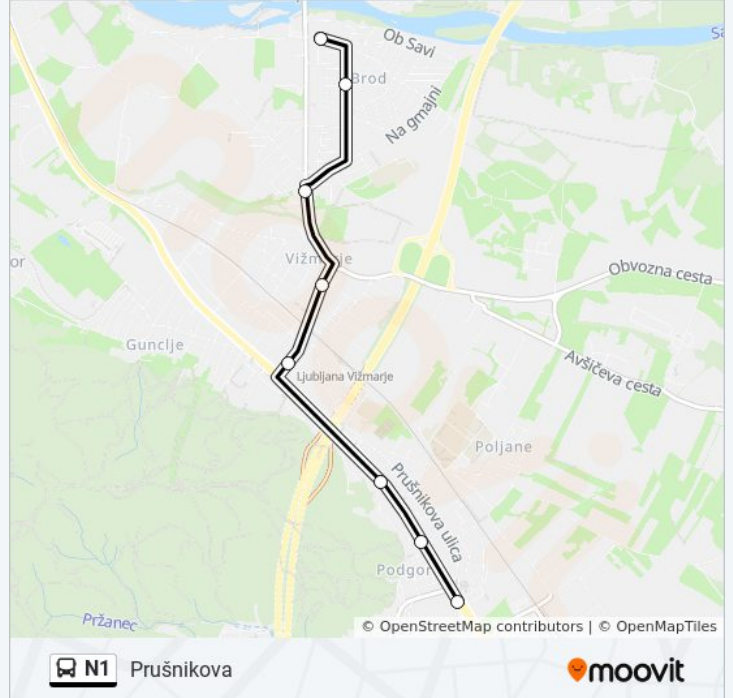 Ob Savi
Sa
Brod
Na gmajni
Vižmarje
or
Obvozna cesta
Gunclje
Avšičeva cesta
Ljubljana Vižmarje
Poljane
Prušnikova ulica
Podgor
Pržanec
© OpenStreetMap contributors | © OpenMapTiles
N1 Prušnikova
moovit